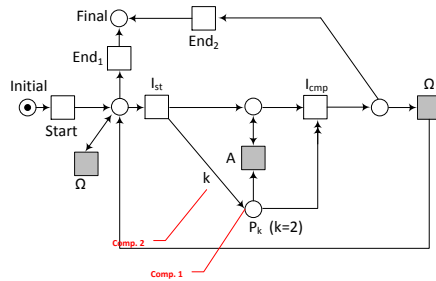 Final
End2
End1
Initial
Ist
Icmp
Ω
Start
A
Ω
k
Pk (k=2)
Comp. 2
Comp. 1